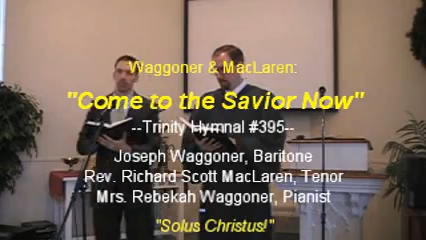 Waggoner & MacLaren:
"Come to the Savior Now"
--Trinity Hymnal #395--
Joseph Waggoner, Baritone
Rev. Richard Scott MacLaren, Tenor
Mrs. Rebekah Waggoner, Pianist
"Solus Christus!"